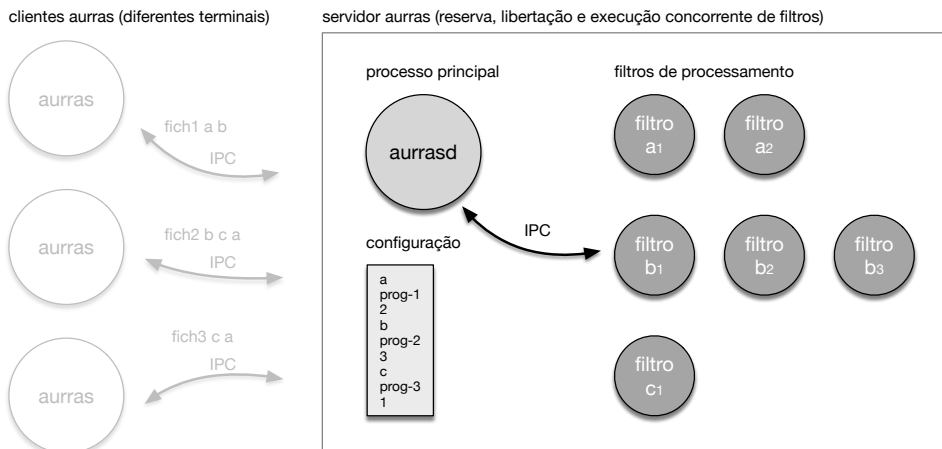 clientes aurras (diferentes terminais)
aurras
fich1 a b
IPC
aurras
fich2 b c a
IPC
aurras
fich3 c a
IPC
servidor aurras (reserva, libertação e execução concorrente de filtros)
processo principal
aurrasd
IPC
configuração
a
prog-1
2
b
prog-2
3
c
prog-3
1
filtros de processamento
filtro
a1
filtro
a2
filtro
b1
filtro
b2
filtro
b3
filtro
c1